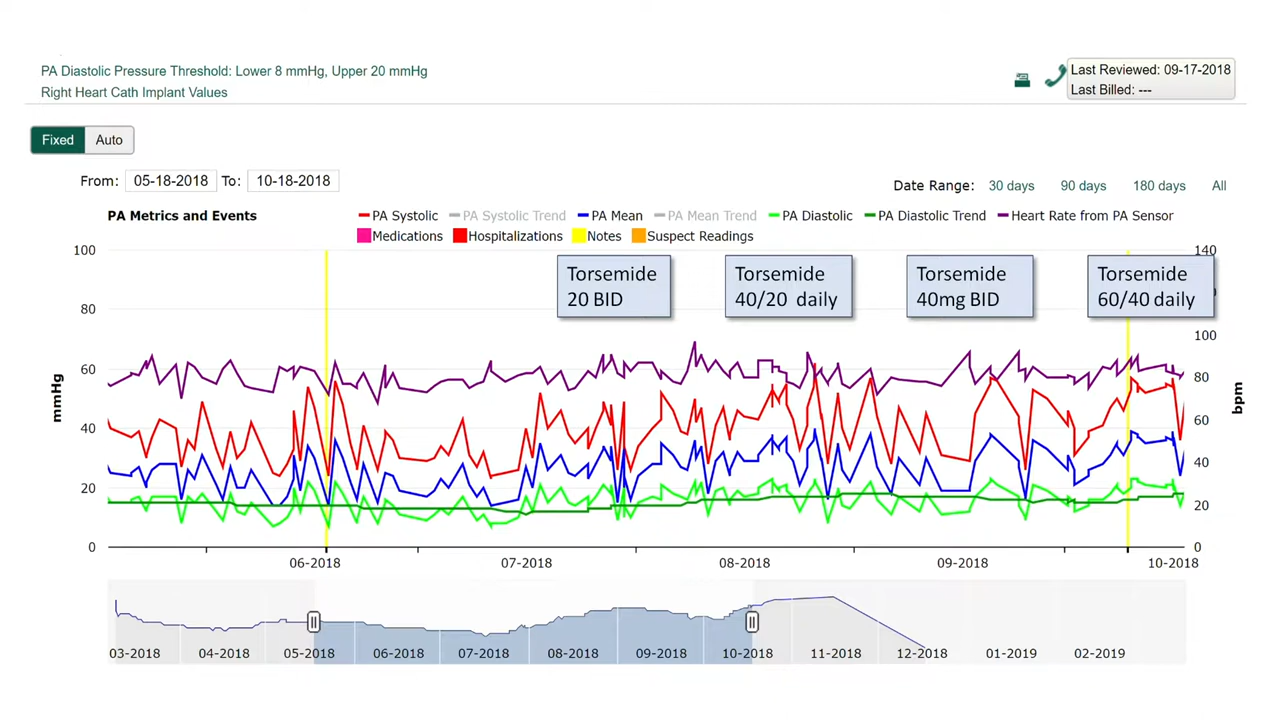 PA Diastolic Pressure Threshold: Lower 8 mmHg, Upper 20 mmHg
Right Heart Cath Implant Values
Last Reviewed: 09-17-2018
Last Billed: ---
Fixed Auto
From: 05-18-2018 To: 10-18-2018
Date Range: 30 days 90 days 180 days All
PA Metrics and Events
PA Systolic PA Systolic Trend PA Mean PA Mean Trend PA Diastolic PA Diastolic Trend Heart Rate from PA Sensor
Medications Hospitalizations Notes Suspect Readings
Torsemide
20 BID
Torsemide
40/20 daily
Torsemide
40mg BID
Torsemide
60/40 daily
mmHg
100
80
60
40
20
0
140
100
80
60
40
20
0
bpm
06-2018 07-2018 08-2018 09-2018 10-2018
03-2018 04-2018 05-2018 06-2018 07-2018 08-2018 09-2018 10-2018 11-2018 12-2018 01-2019 02-2019